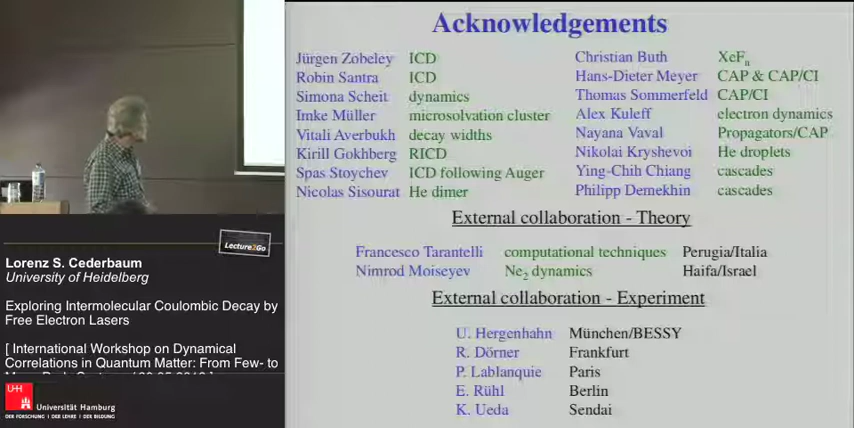 Acknowledgements
Jürgen Zobeley ICD
Robin Santra ICD
Simona Scheit dynamics
Imke Müller microsolvation cluster
Vitali Averbukh decay widths
Kirill Gokhberg RICD
Spas Stoychev ICD following Auger
Nicolas Sisourat He dimer
Christian Buth XeFn
Hans-Dieter Meyer CAP & CAP/CI
Thomas Sommerfeld CAP/CI
Alex Kuleff electron dynamics
Nayana Vaval Propagators/CAP
Nikolai Kryshevoi He droplets
Ying-Chih Chiang cascades
Philipp Demekhin cascades
External collaboration - Theory
Francesco Tarantelli computational techniques Perugia/Italia
Nimrod Moiseyev Ne2 dynamics Haifa/Israel
External collaboration - Experiment
U. Hergenhahn München/BESSY
R. Dörner Frankfurt
P. Lablanquie Paris
E. Rühl Berlin
K. Ueda Sendai
Lecture2Go
Lorenz S. Cederbaum
University of Heidelberg
Exploring Intermolecular Coulombic Decay by
Free Electron Lasers
[ International Workshop on Dynamical
Correlations in Quantum Matter: From Few- to
UH
Universität Hamburg
DER FORSCHUNG | DER LEHRE | DER BILDUNG